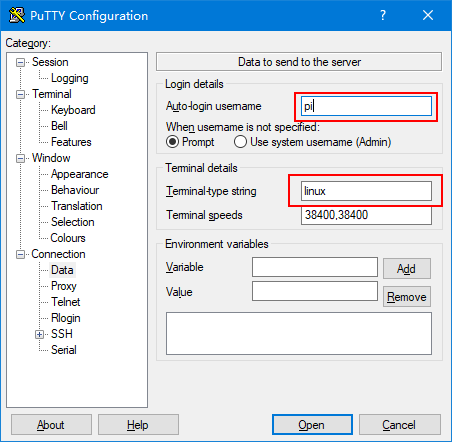 PuTTY Configuration
Category:
Session
Logging
Terminal
Keyboard
Bell
Features
Window
Appearance
Behaviour
Translation
Selection
Colours
Connection
Data
Proxy
Telnet
Rlogin
SSH
Serial
Data to send to the server
Login details
Auto-login username pi
When username is not specified:
Prompt Use system username (Admin)
Terminal details
Terminal-type string linux
Terminal speeds 38400,38400
Environment variables
Variable Add
Value Remove
About Help Open Cancel